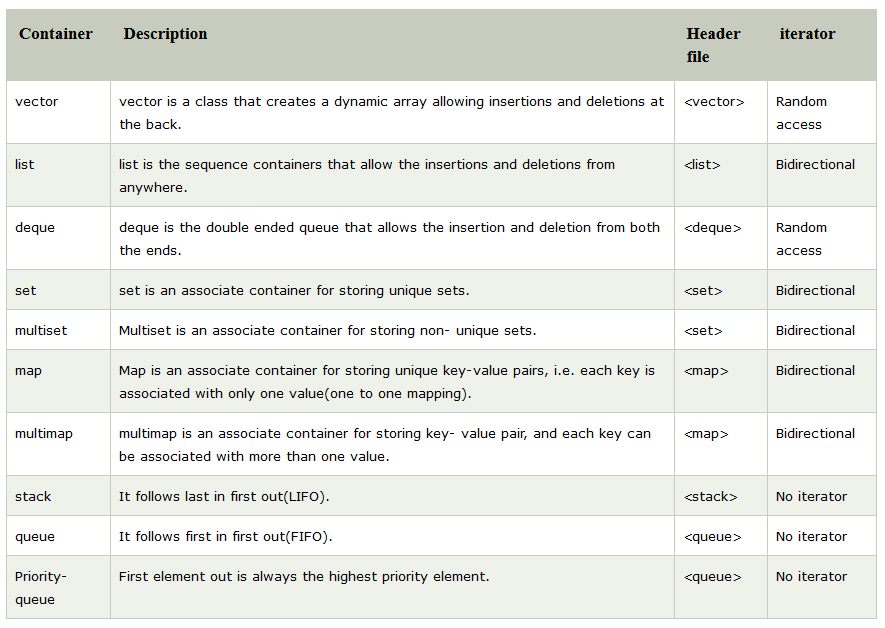 Container Description Header iterator
file
vector vector is a class that creates a dynamic array allowing insertions and deletions at <vector> Random
the back. access
list list is the sequence containers that allow the insertions and deletions from <list> Bidirectional
anywhere.
deque deque is the double ended queue that allows the insertion and deletion from both <deque> Random
the ends. access
set set is an associate container for storing unique sets. <set> Bidirectional
multiset Multiset is an associate container for storing non- unique sets. <set> Bidirectional
map Map is an associate container for storing unique key-value pairs, i.e. each key is <map> Bidirectional
associated with only one value(one to one mapping).
multimap multimap is an associate container for storing key- value pair, and each key can <map> Bidirectional
be associated with more than one value.
stack It follows last in first out(LIFO). <stack> No iterator
queue It follows first in first out(FIFO). <queue> No iterator
Priority- First element out is always the highest priority element. <queue> No iterator
queue